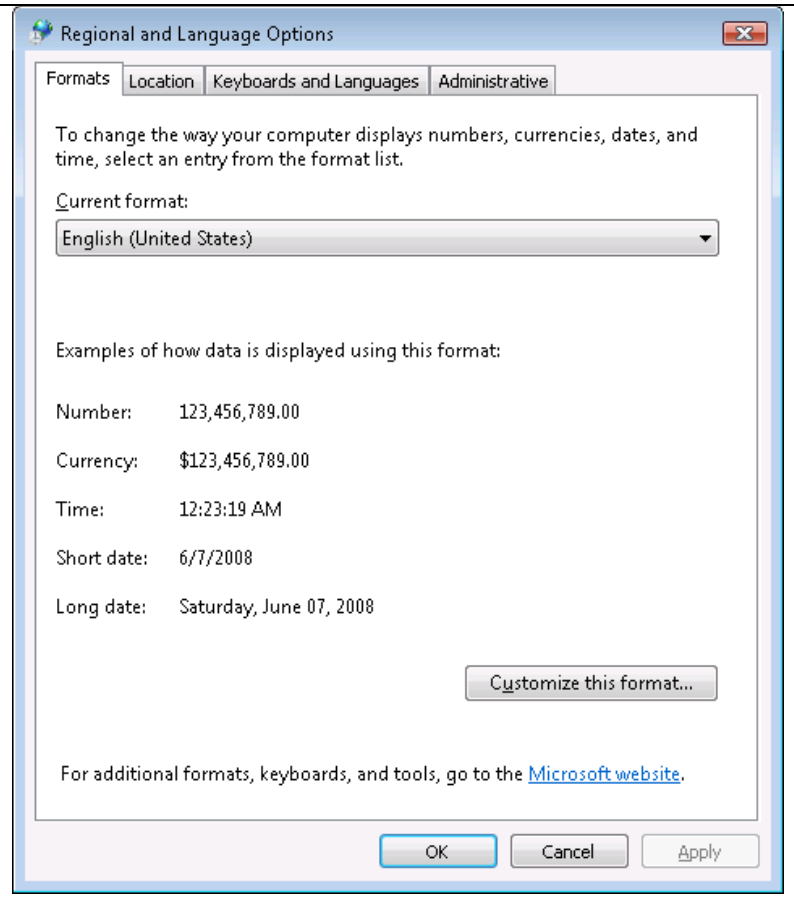 Regional and Language Options
Formats Location Keyboards and Languages Administrative
To change the way your computer displays numbers, currencies, dates, and
time, select an entry from the format list.
Current format:
English (United States)
Examples of how data is displayed using this format:
Number: 123,456,789.00
Currency: $123,456,789.00
Time: 12:23:19 AM
Short date: 6/7/2008
Long date: Saturday, June 07, 2008
Customize this format...
For additional formats, keyboards, and tools, go to the Microsoft website.
OK Cancel Apply